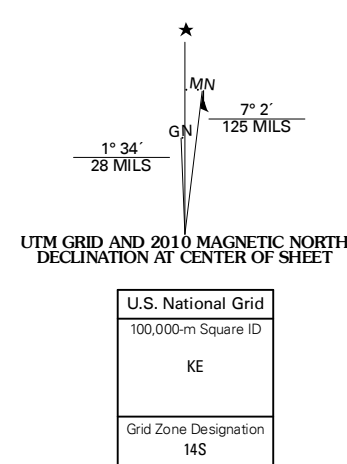 ★
MN
7° 2´
125 MILS
GN
1° 34´
28 MILS
UTM GRID AND 2010 MAGNETIC NORTH
DECLINATION AT CENTER OF SHEET
U.S. National Grid
100,000-m Square ID
KE
Grid Zone Designation
14S